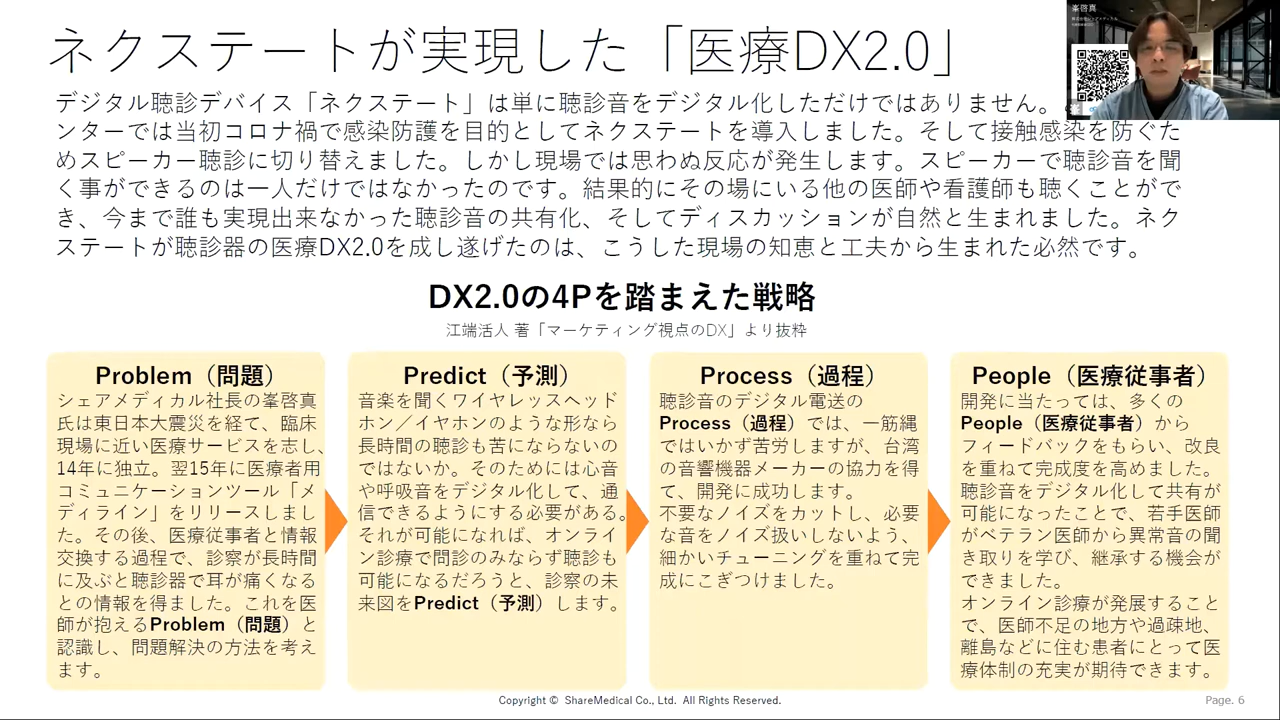 ネクステートが実現した「医療DX2.0」
峯啓真
デジタル聴診デバイス「ネクステート」は単に聴診音をデジタル化しただけではありません。
ンターでは当初コロナ禍で感染防護を目的としてネクステートを導入しました。そして接触感染を防ぐた
めスピーカー聴診に切り替えました。しかし現場では思わぬ反応が発生します。スピーカーで聴診音を聞
く事ができるのは一人だけではなかったのです。結果的にその場にいる他の医師や看護師も聴くことがで
き、今まで誰も実現出来なかった聴診音の共有化、そしてディスカッションが自然と生まれました。ネク
ステートが聴診器の医療DX2.0を成し遂げたのは、こうした現場の知恵と工夫から生まれた必然です。
DX2.0の4Pを踏まえた戦略
江端活人 著「マーケティング視点のDX」より抜粋
Problem（問題）
シェアメディカル社長の峯啓真
氏は東日本大震災を経て、臨床
現場に近い医療サービスを志し、
14年に独立。翌15年に医療者用
コミュニケーションツール「メ
ディライン」をリリースしまし
た。その後、医療従事者と情報
交換する過程で、診察が長時間
に及ぶと聴診器で耳が痛くなる
との情報を得ました。これを医
師が抱えるProblem（問題）と
認識し、問題解決の方法を考え
ます。
Predict（予測）
音楽を聞くワイヤレスヘッド
ホン／イヤホンのような形なら
長時間の聴診も苦にならないの
ではないか。そのためには心音
や呼吸音をデジタル化して、通
信できるようにする必要がある。
それが可能になれば、オンライ
ン診療で問診のみならず聴診も
可能になるだろうと、診察の未
来図をPredict（予測）します。
Process（過程）
聴診音のデジタル電送の
Process（過程）では、一筋縄
ではいかず苦労しますが、台湾
の音響機器メーカーの協力を得
て、開発に成功します。
不要なノイズをカットし、必要
な音をノイズ扱いしないよう、
細かいチューニングを重ねて完
成にこぎつけました。
People（医療従事者）
開発に当たっては、多くの
People（医療従事者）から
フィードバックをもらい、改良
を重ねて完成度を高めました。
聴診音をデジタル化して共有が
可能になったことで、若手医師
がベテラン医師から異常音の聞
き取りを学び、継承する機会が
できました。
オンライン診療が発展すること
で、医師不足の地方や過疎地、
離島などに住む患者にとって医
療体制の充実が期待できます。
Copyright © ShareMedical Co., Ltd. All Rights Reserved.
Page. 6